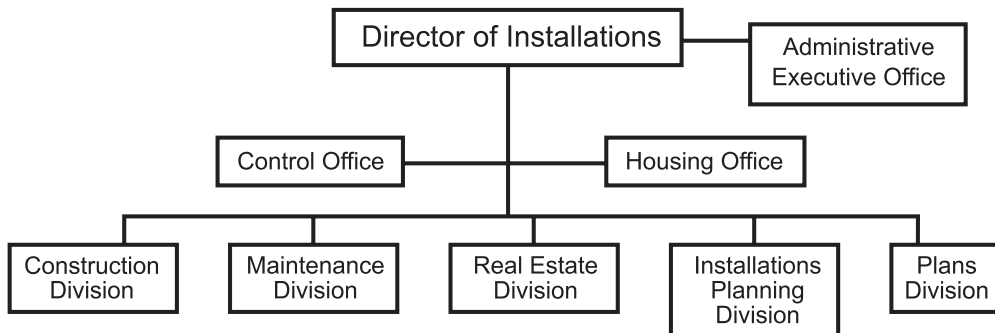 Director of Installations
Administrative
Executive Office
Control Office
Housing Office
Construction
Division
Maintenance
Division
Real Estate
Division
Installations
Planning
Division
Plans
Division